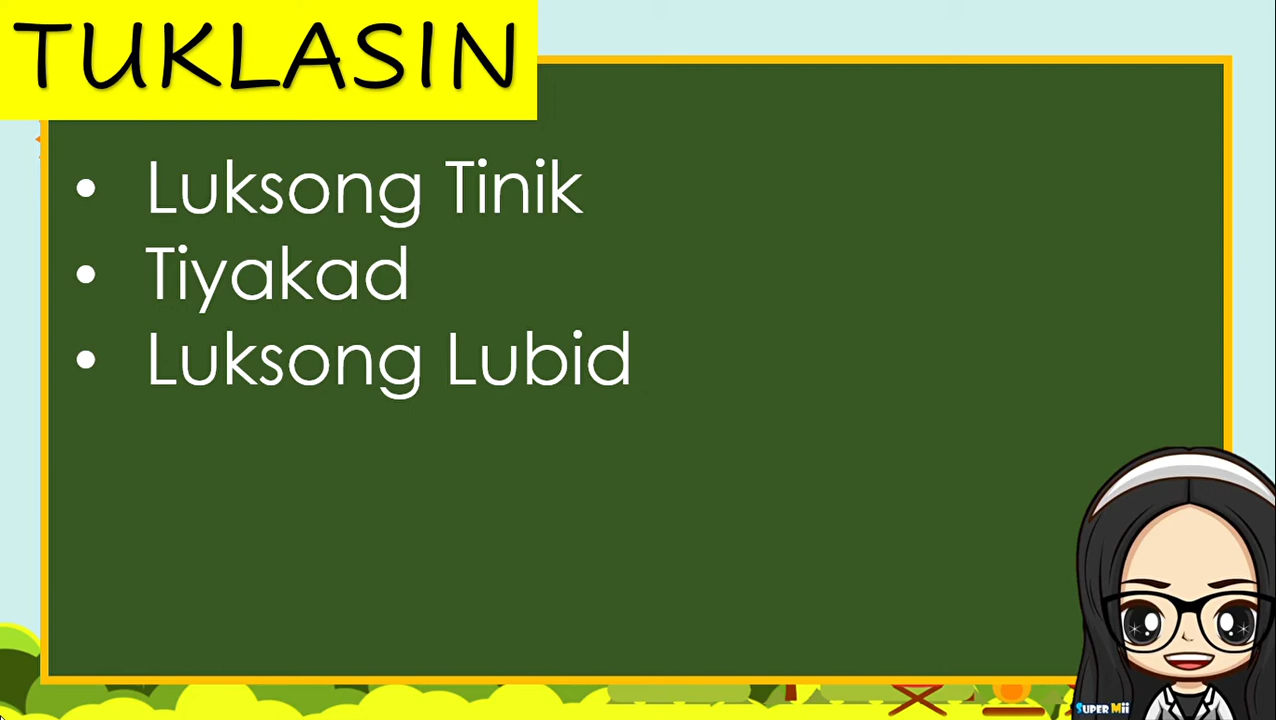 TUKLASIN
• Luksong Tinik
• Tiyakad
• Luksong Lubid
SUPER Mii